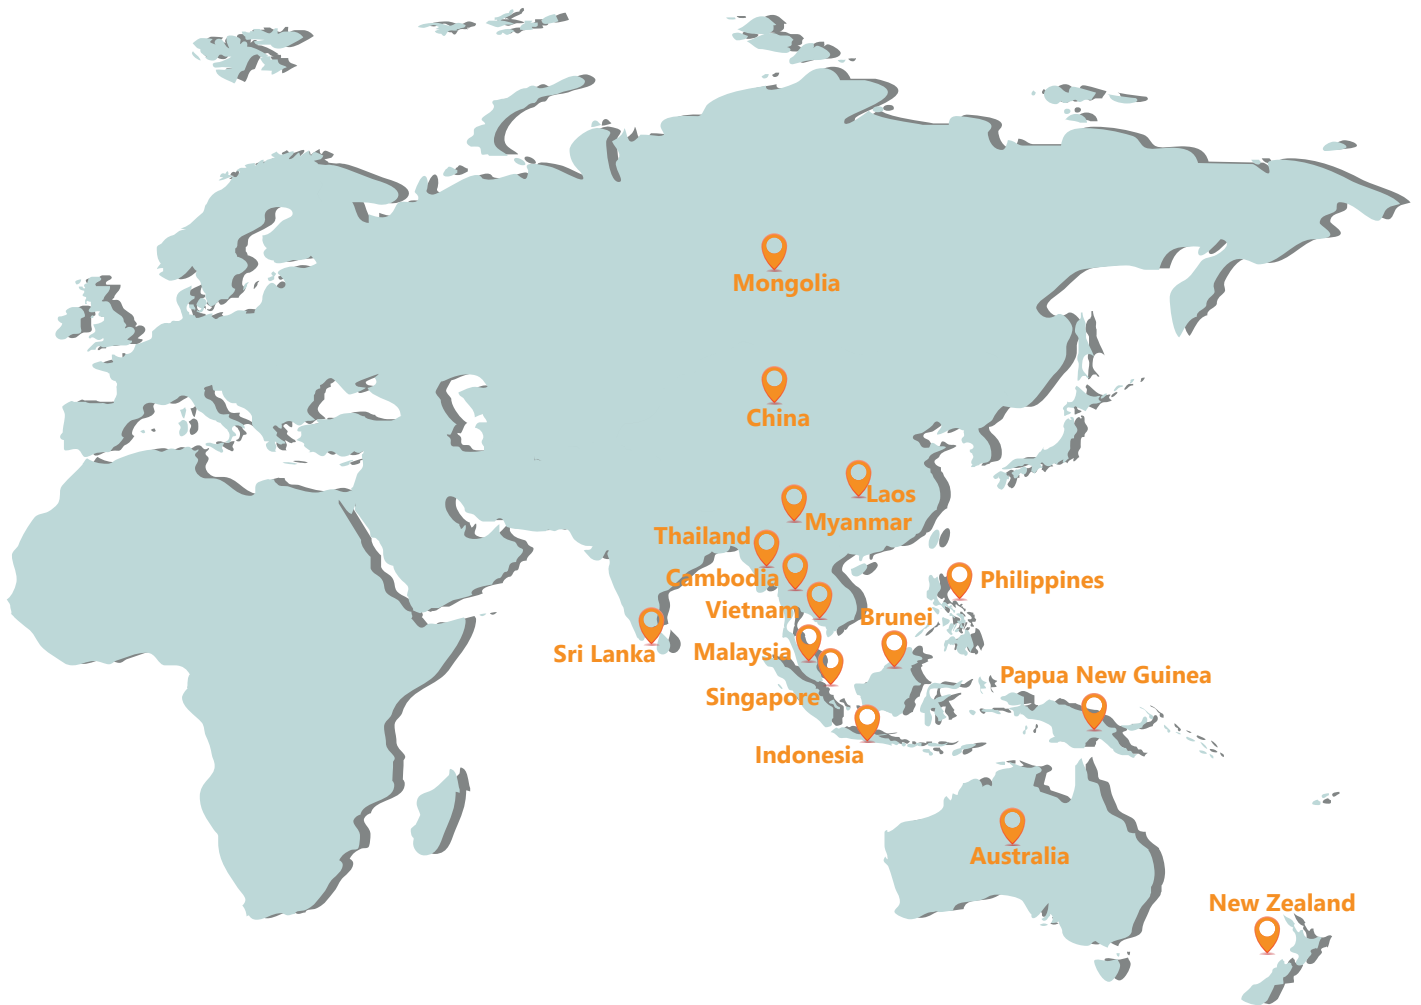 Mongolia
China
Laos
Myanmar
Thailand
Cambodia
Philippines
Vietnam
Brunei
Sri Lanka
Malaysia
Papua New Guinea
Singapore
Indonesia
Australia
New Zealand